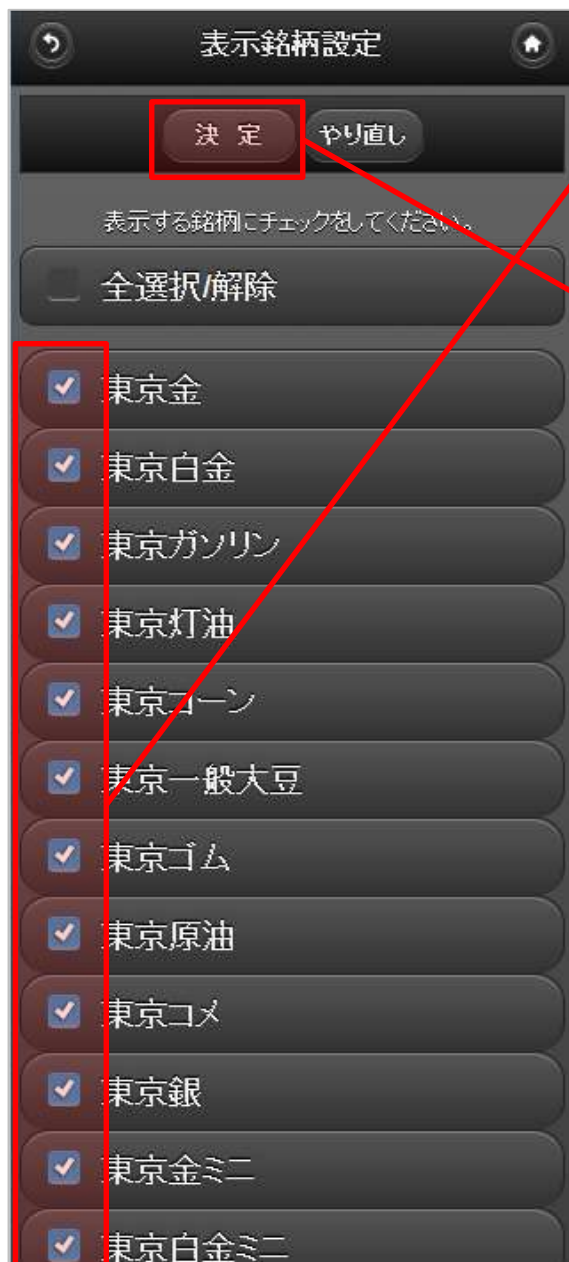 表示銘柄設定
決 定 やり直し
表示する銘柄にチェックをしてください。
全選択/解除
東京金
東京白金
東京ガソリン
東京灯油
東京コーン
東京一般大豆
東京ゴム
東京原油
東京コメ
東京銀
東京金ミニ
東京白金ミニ